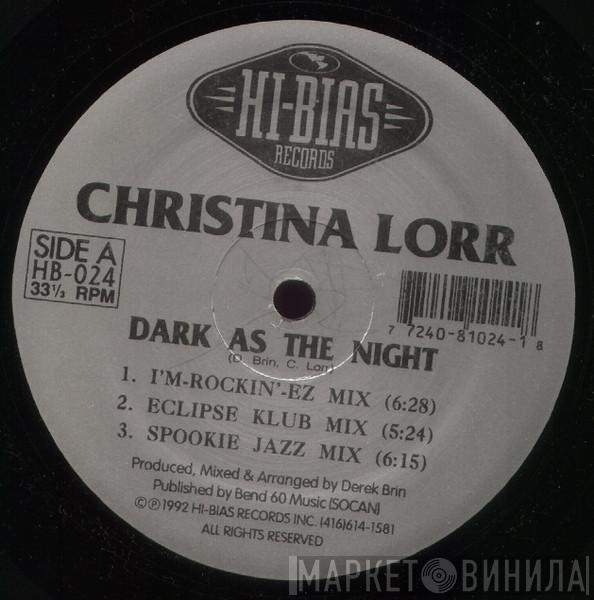 HI-BIAS
RECORDS
CHRISTINA LORR
SIDE A
HB-024
33⅓ RPM
7 7240-81024-1 8
DARK AS THE NIGHT
(D. Brin, C. Lorr)
1. I'M-ROCKIN'-EZ MIX (6:28)
2. ECLIPSE KLUB MIX (5:24)
3. SPOOKIE JAZZ MIX (6:15)
Produced, Mixed & Arranged by Derek Brin
Published by Bend 60 Music (SOCAN)
©℗1992 HI-BIAS RECORDS INC. (416)614-1581
ALL RIGHTS RESERVED
МАРКЕТ ВИНИЛА